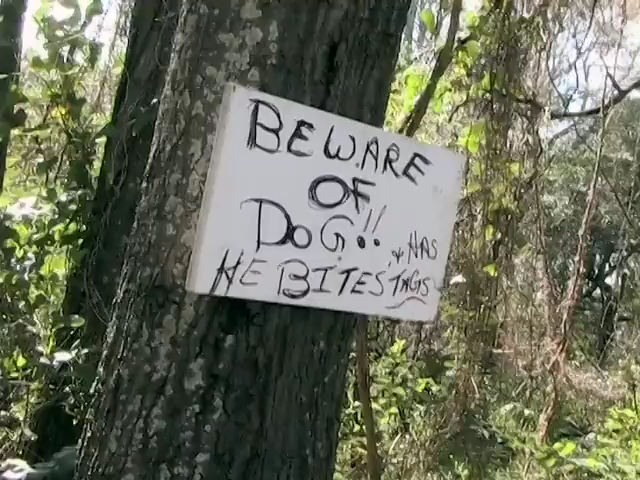 BEWARE
OF
DOG!!
& HAS
HE BITES TAGS